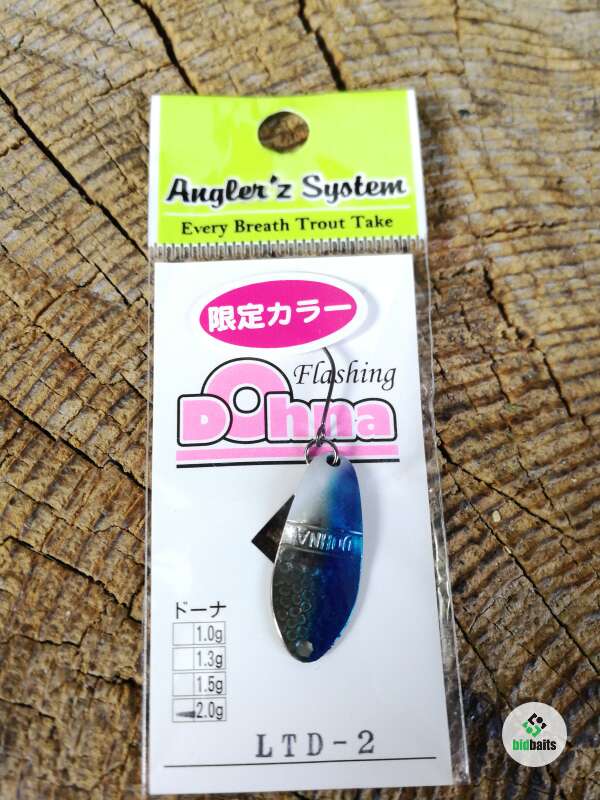 Angler'z System
Every Breath Trout Take
限定カラー
Flashing
Dohna
DOHNA
ドーナ
1.0g
1.3g
1.5g
2.0g
LTD-2
bidbaits